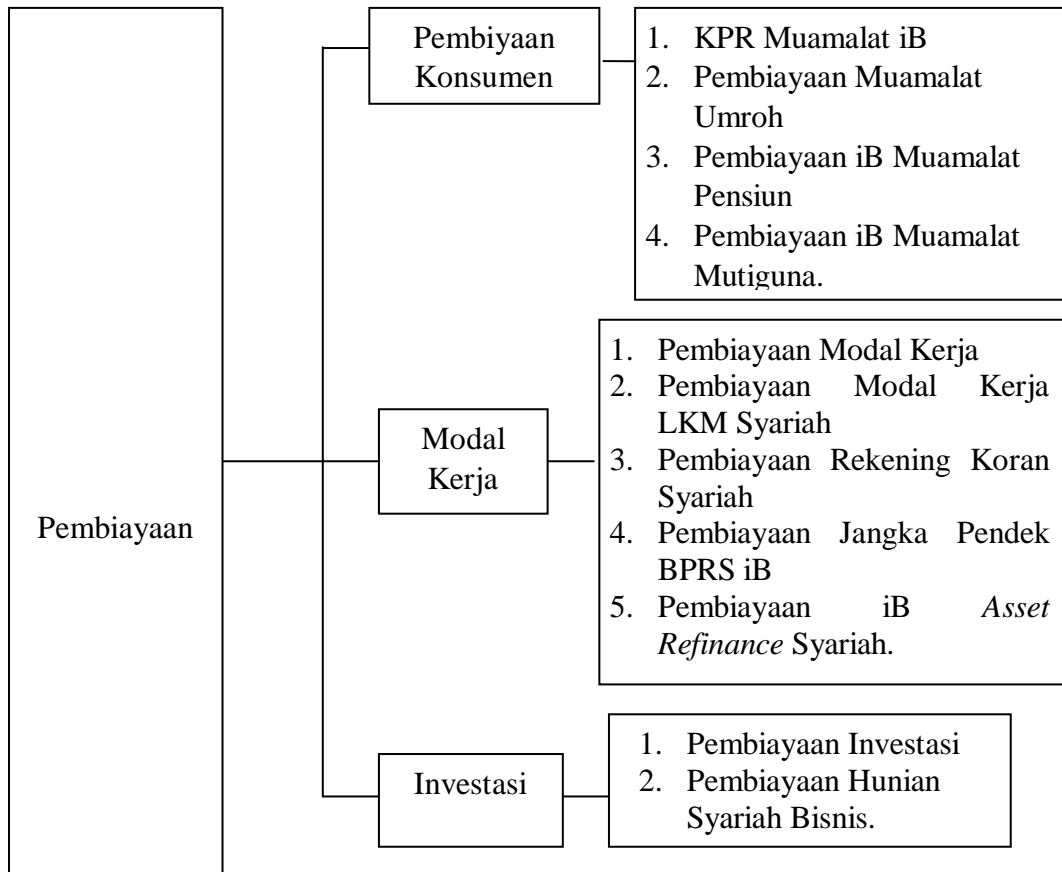 Pembiayaan
Pembiyaan
Konsumen
1. KPR Muamalat iB
2. Pembiayaan Muamalat
Umroh
3. Pembiayaan iB Muamalat
Pensiun
4. Pembiayaan iB Muamalat
Mutiguna.
Modal
Kerja
1. Pembiayaan Modal Kerja
2. Pembiayaan Modal Kerja
LKM Syariah
3. Pembiayaan Rekening Koran
Syariah
4. Pembiayaan Jangka Pendek
BPRS iB
5. Pembiayaan iB Asset
Refinance Syariah.
Investasi
1. Pembiayaan Investasi
2. Pembiayaan Hunian
Syariah Bisnis.